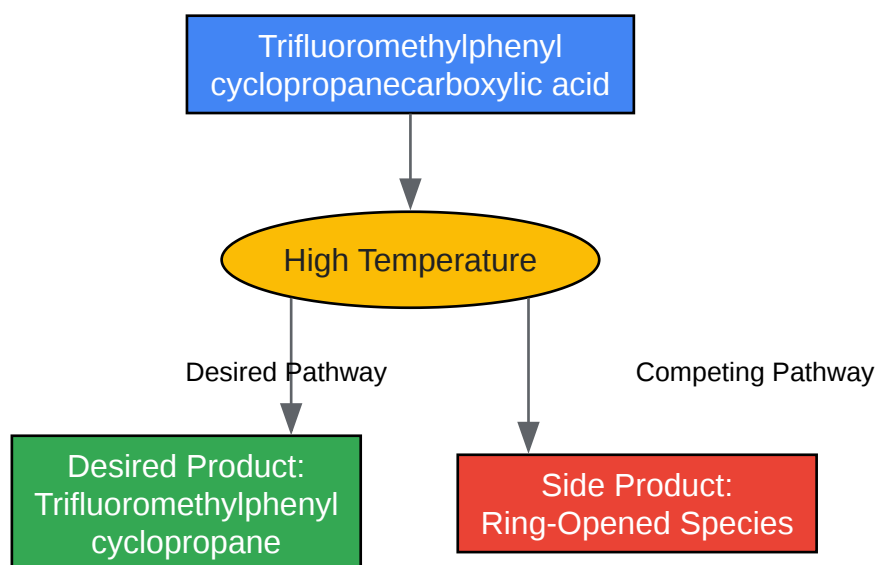 Trifluoromethylphenyl
cyclopropanecarboxylic acid
High Temperature
Desired Pathway
Competing Pathway
Desired Product:
Trifluoromethylphenyl
cyclopropane
Side Product:
Ring-Opened Species